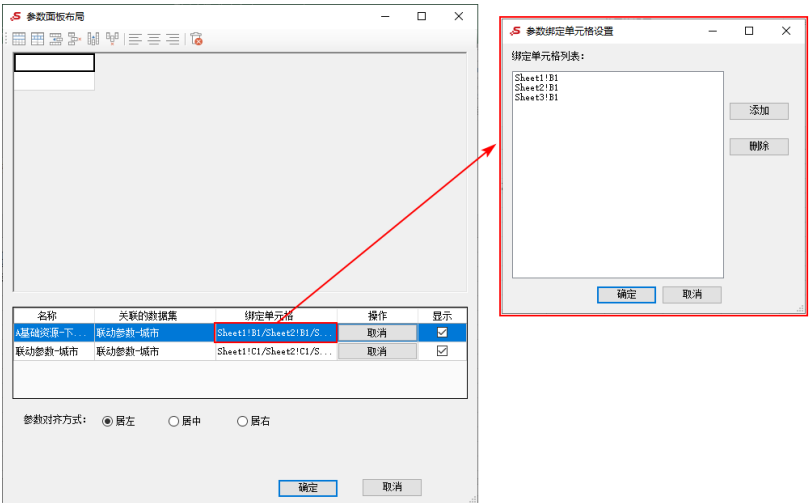 参数面板布局
名称 关联的数据集 绑定单元格 操作 显示
A基础资源-下... 联动参数-城市 Sheet1!B1/Sheet2!B1/S... 取消
联动参数-城市 联动参数-城市 Sheet1!C1/Sheet2!C1/S... 取消
参数对齐方式: 居左 居中 居右
确定 取消
参数绑定单元格设置
绑定单元格列表:
Sheet1!B1
Sheet2!B1
Sheet3!B1
添加
删除
确定 取消